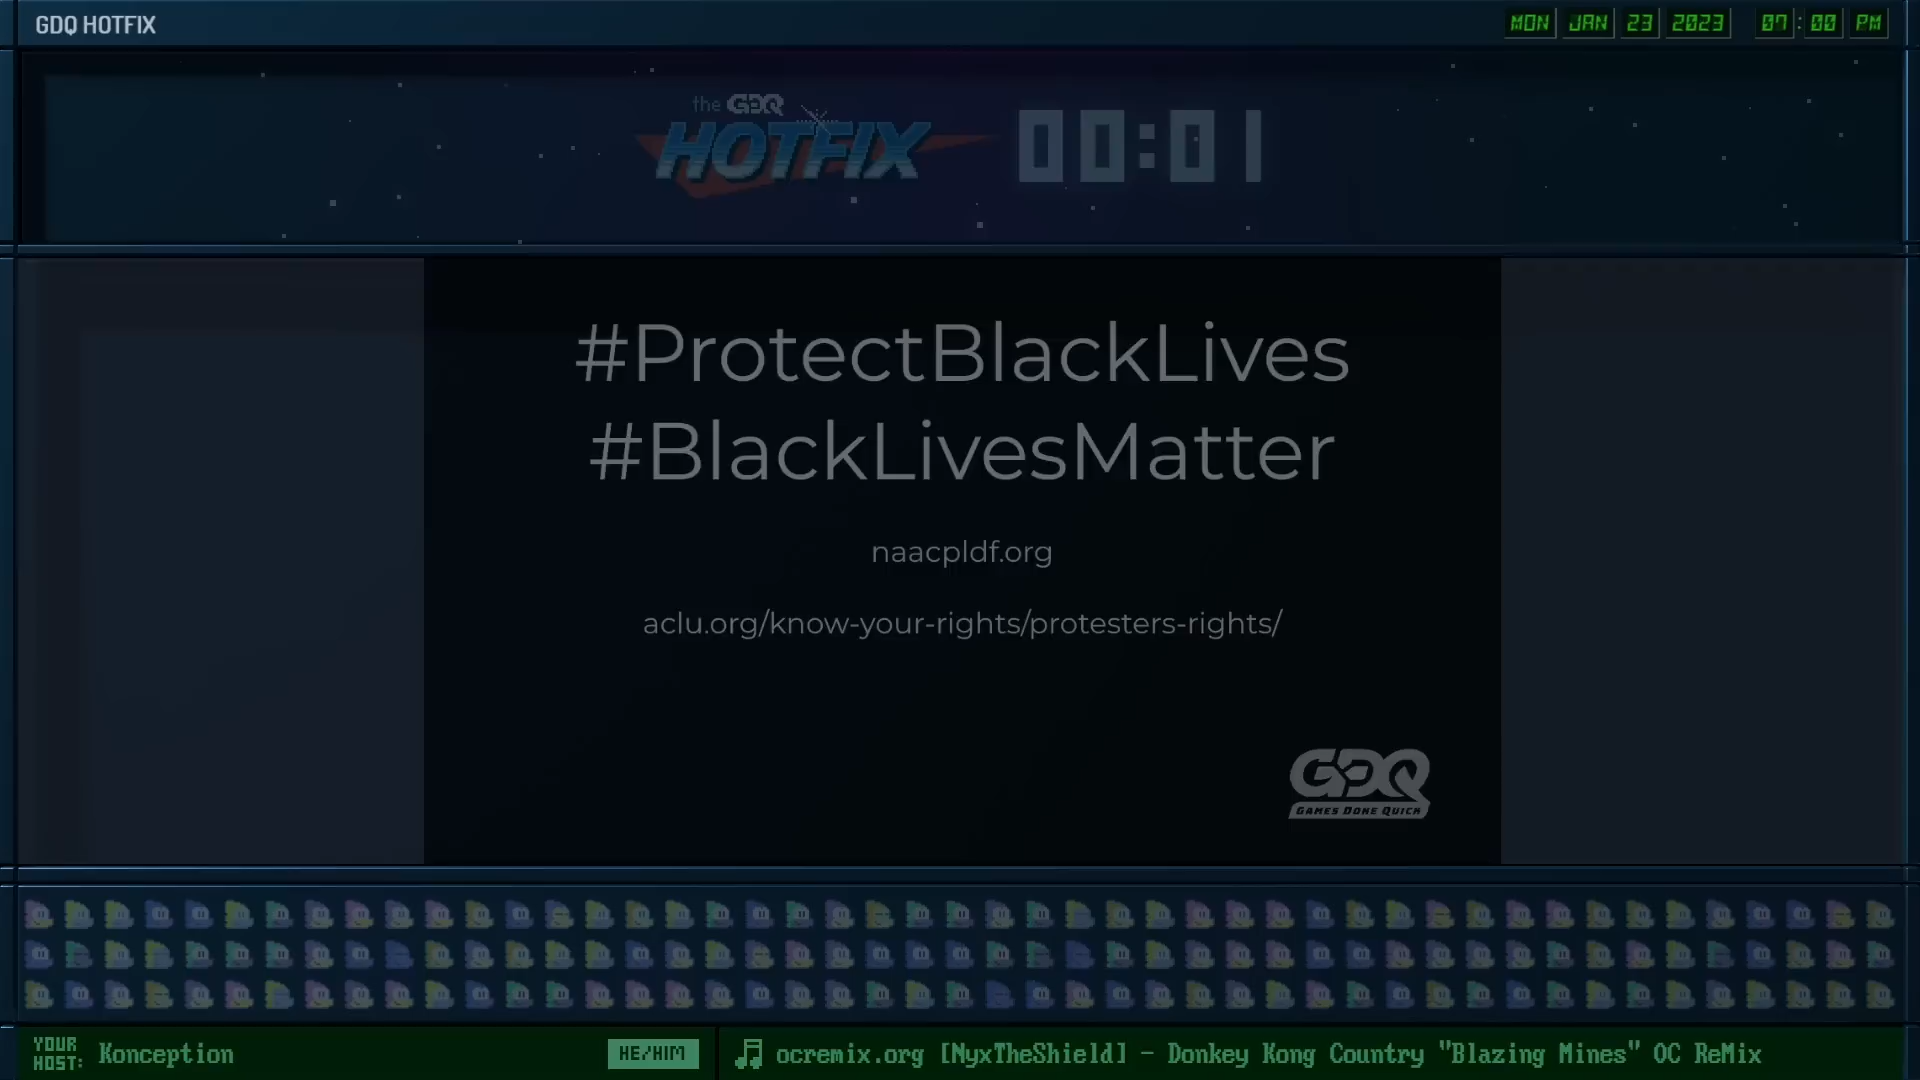 GDQ HOTFIX
MON JAN 23 2023 07:00 PM
the GDQ
HOTFIX
00:01
#ProtectBlackLives
#BlackLivesMatter
naacpldf.org
aclu.org/know-your-rights/protesters-rights/
GDQ
GAMES DONE QUICK
YOUR HOST: Konception HE/HIM
ocremix.org [NyxTheShield] - Donkey Kong Country "Blazing Mines" OC ReMix